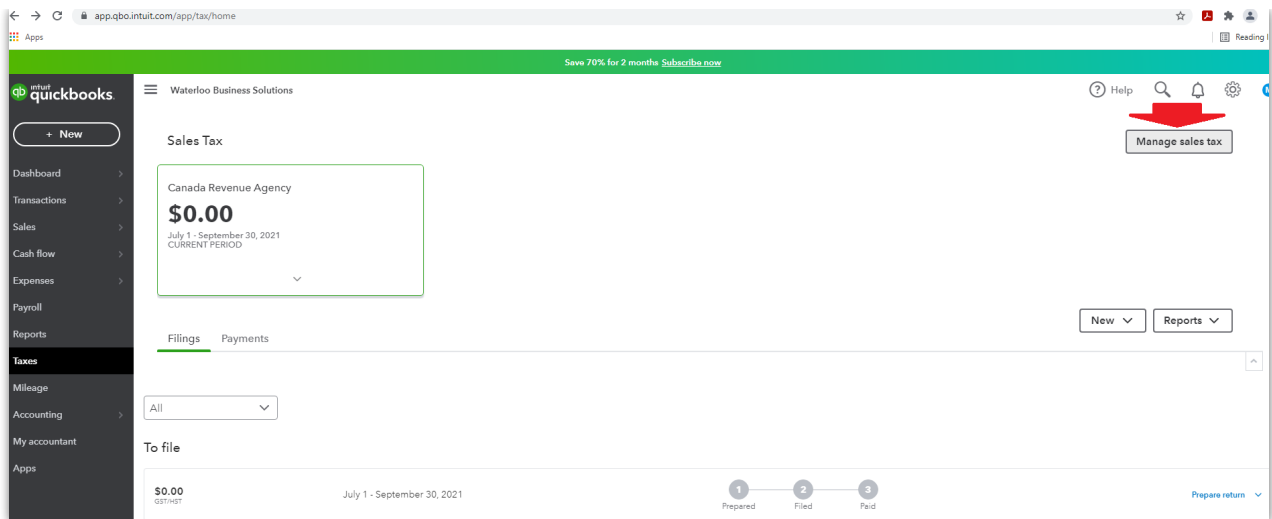 app.qbo.intuit.com/app/tax/home
Apps
Reading
Save 70% for 2 months Subscribe now
qb intuit quickbooks.
Waterloo Business Solutions
Help
+ New
Sales Tax
Manage sales tax
Dashboard
Transactions
Sales
Cash flow
Expenses
Payroll
Reports
Taxes
Mileage
Accounting
My accountant
Apps
Canada Revenue Agency
$0.00
July 1 - September 30, 2021
CURRENT PERIOD
New
Reports
Filings Payments
All
To file
$0.00
GST/HST
July 1 - September 30, 2021
1 2 3
Prepared Filed Paid
Prepare return